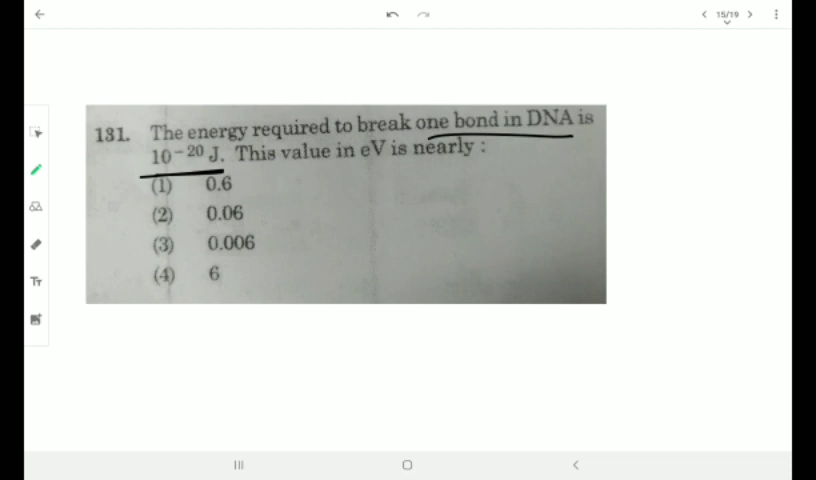 15/19
131. The energy required to break one bond in DNA is
10⁻²⁰ J. This value in eV is nearly :
(1) 0.6
(2) 0.06
(3) 0.006
(4) 6
Tт